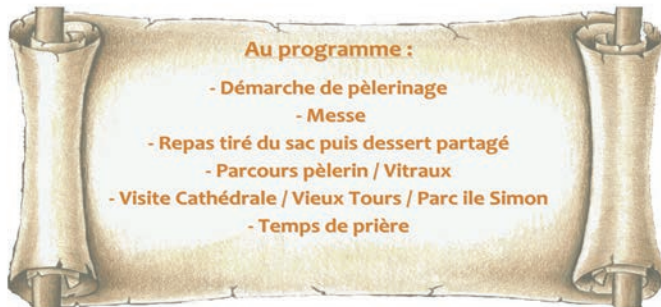 Au programme :
- Démarche de pèlerinage
- Messe
- Repas tiré du sac puis dessert partagé
- Parcours pèlerin / Vitraux
- Visite Cathédrale / Vieux Tours / Parc ile Simon
- Temps de prière